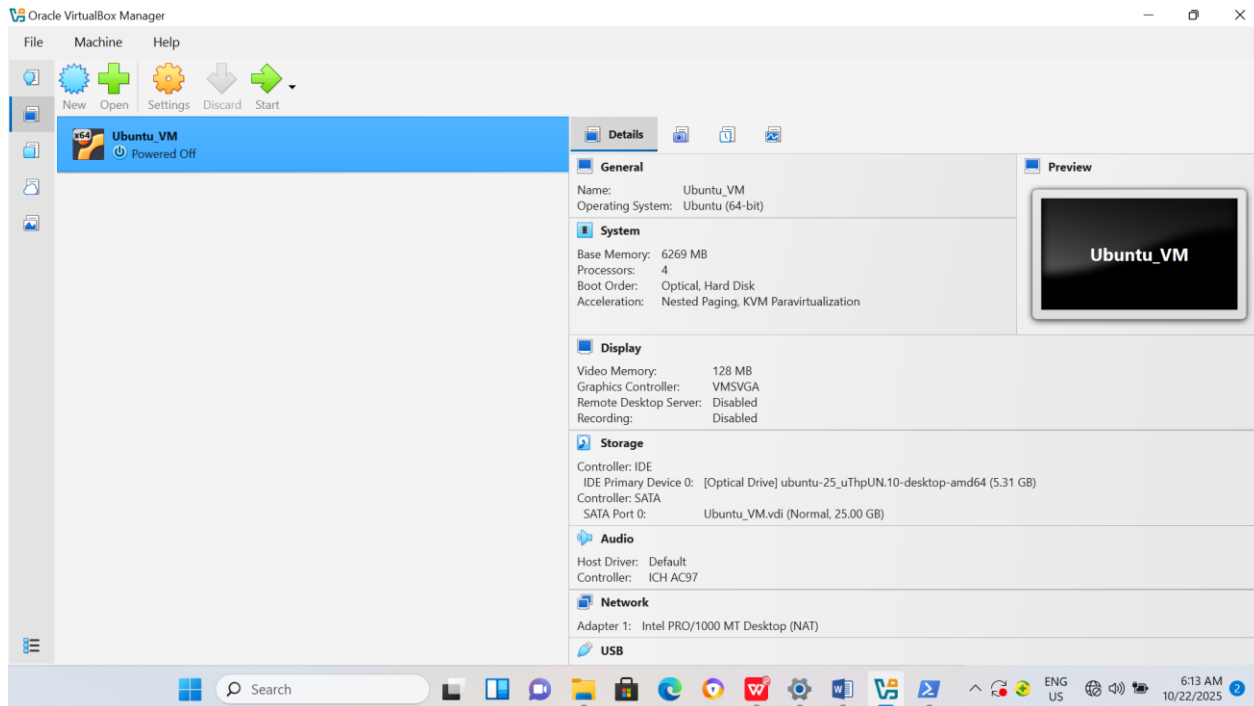 Oracle VirtualBox Manager
File Machine Help
New Open Settings Discard Start
x64 Ubuntu_VM
Powered Off
Details
General
Name: Ubuntu_VM
Operating System: Ubuntu (64-bit)
Preview
Ubuntu_VM
System
Base Memory: 6269 MB
Processors: 4
Boot Order: Optical, Hard Disk
Acceleration: Nested Paging, KVM Paravirtualization
Display
Video Memory: 128 MB
Graphics Controller: VMSVGA
Remote Desktop Server: Disabled
Recording: Disabled
Storage
Controller: IDE
IDE Primary Device 0: [Optical Drive] ubuntu-25_uThpUN.10-desktop-amd64 (5.31 GB)
Controller: SATA
SATA Port 0: Ubuntu_VM.vdi (Normal, 25.00 GB)
Audio
Host Driver: Default
Controller: ICH AC97
Network
Adapter 1: Intel PRO/1000 MT Desktop (NAT)
USB
Search
ENG
US
6:13 AM
10/22/2025
2